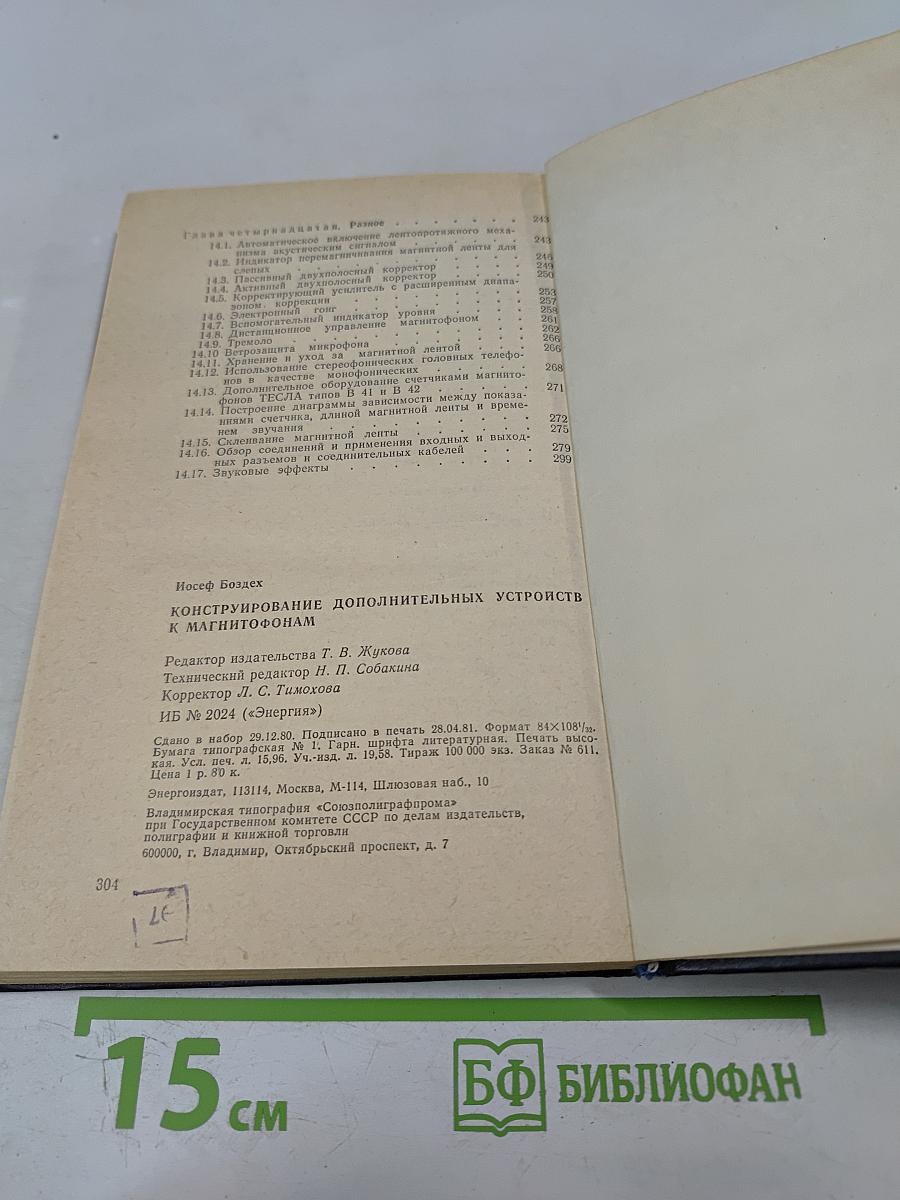 Глава четырнадцатая. Разное . . . . . . . 243
14.1. Автоматическое включение лентопротяжного меха-
низма акустическим сигналом . . . . . . 243
14.2. Индикатор перемагничивания магнитной ленты для
слепых . . . . . . . . . . . 246
14.3. Пассивный двухполосный корректор . . . . 249
14.4. Активный двухполосный корректор . . . . 250
14.5. Корректирующий усилитель с расширенным диапа-
зоном коррекции . . . . . . . . 253
14.6. Электронный гонг . . . . . . . . 257
14.7. Вспомогательный индикатор уровня . . . . 258
14.8. Дистанционное управление магнитофоном . . . 261
14.9. Тремоло . . . . . . . . . . 262
14.10 Ветрозащита микрофона . . . . . . . 266
14.11. Хранение и уход за магнитной лентой . . . . 266
14.12. Использование стереофонических головных телефо-
нов в качестве монофонических . . . . . 268
14.13. Дополнительное оборудование счетчиками магнито-
фонов ТЕСЛА типов В 41 и В 42 . . . . . 271
14.14. Построение диаграммы зависимости между показа-
ниями счетчика, длиной магнитной ленты и време-
нем звучания . . . . . . . . . 272
14.15. Склеивание магнитной ленты . . . . . . 275
14.16. Обзор соединений и применения входных и выход-
ных разъемов и соединительных кабелей . . . . 279
14.17. Звуковые эффекты . . . . . . . . 299
Иосеф Боздех
КОНСТРУИРОВАНИЕ ДОПОЛНИТЕЛЬНЫХ УСТРОЙСТВ
К МАГНИТОФОНАМ
Редактор издательства Т. В. Жукова
Технический редактор Н. П. Собакина
Корректор Л. С. Тимохова
ИБ № 2024 («Энергия»)
Сдано в набор 29.12.80. Подписано в печать 28.04.81. Формат 84×108¹/₃₂.
Бумага типографская № 1. Гарн. шрифта литературная. Печать высо-
кая. Усл. печ. л. 15,96. Уч.-изд. л. 19,58. Тираж 100 000 экз. Заказ № 611.
Цена 1 р. 80 к.
Энергоиздат, 113114, Москва, М-114, Шлюзовая наб., 10
Владимирская типография «Союзполиграфпрома»
при Государственном комитете СССР по делам издательств,
полиграфии и книжной торговли
600000, г. Владимир, Октябрьский проспект, д. 7
304
15 см
БФ БИБЛИОФАН